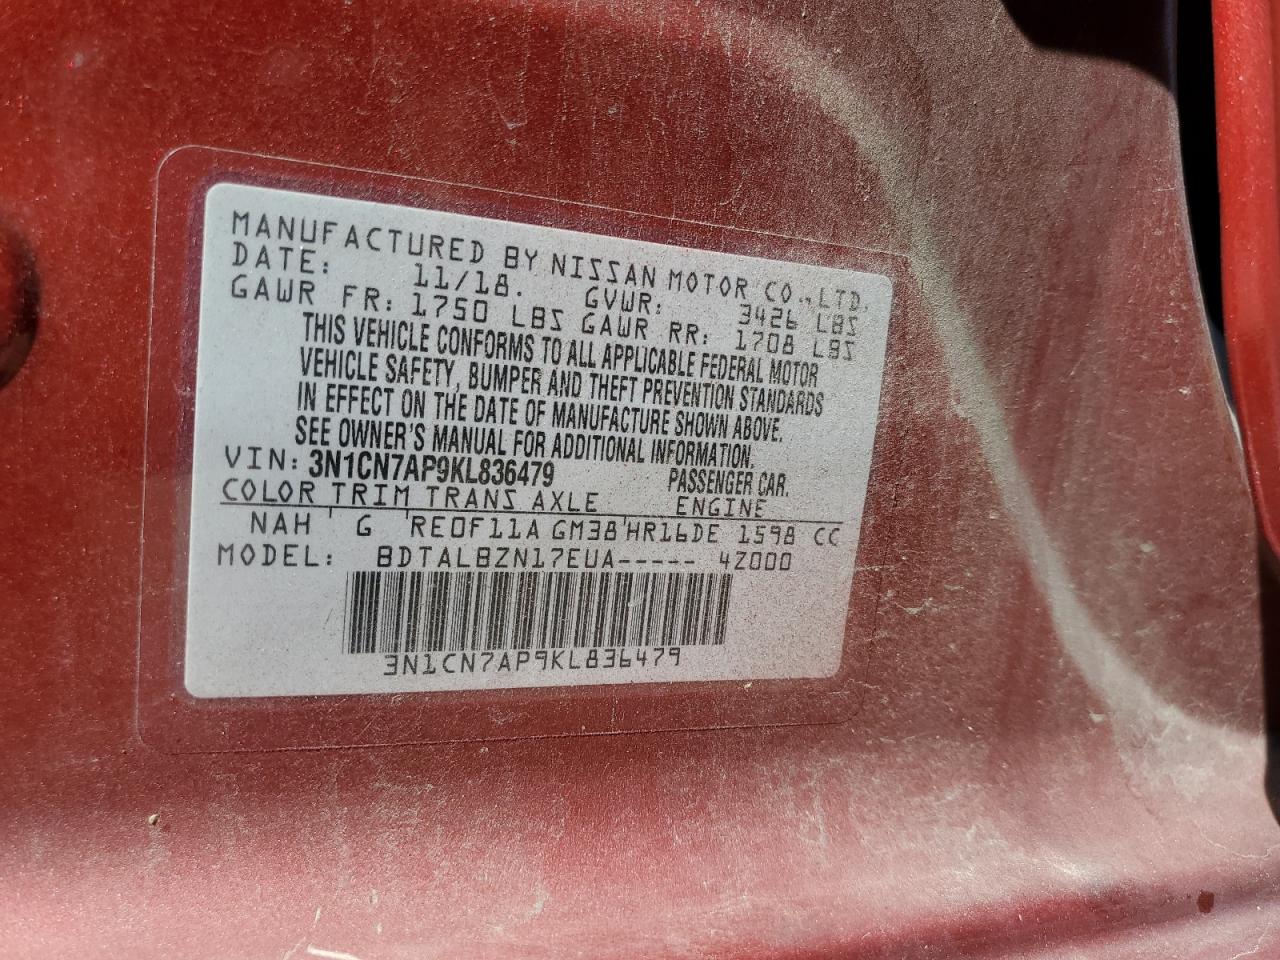 MANUFACTURED BY NISSAN MOTOR CO., LTD.
DATE: 11/18. GVWR: 3426 LBS
GAWR FR: 1750 LBS GAWR RR: 1708 LBS
THIS VEHICLE CONFORMS TO ALL APPLICABLE FEDERAL MOTOR
VEHICLE SAFETY, BUMPER AND THEFT PREVENTION STANDARDS
IN EFFECT ON THE DATE OF MANUFACTURE SHOWN ABOVE.
SEE OWNER'S MANUAL FOR ADDITIONAL INFORMATION.
VIN: 3N1CN7AP9KL836479 PASSENGER CAR.
COLOR TRIM TRANS AXLE ENGINE
NAH G RE0F11A GM38 HR16DE 1598 CC
MODEL: BDTALBZN17EUA----- 4Z000
3N1CN7AP9KL836479